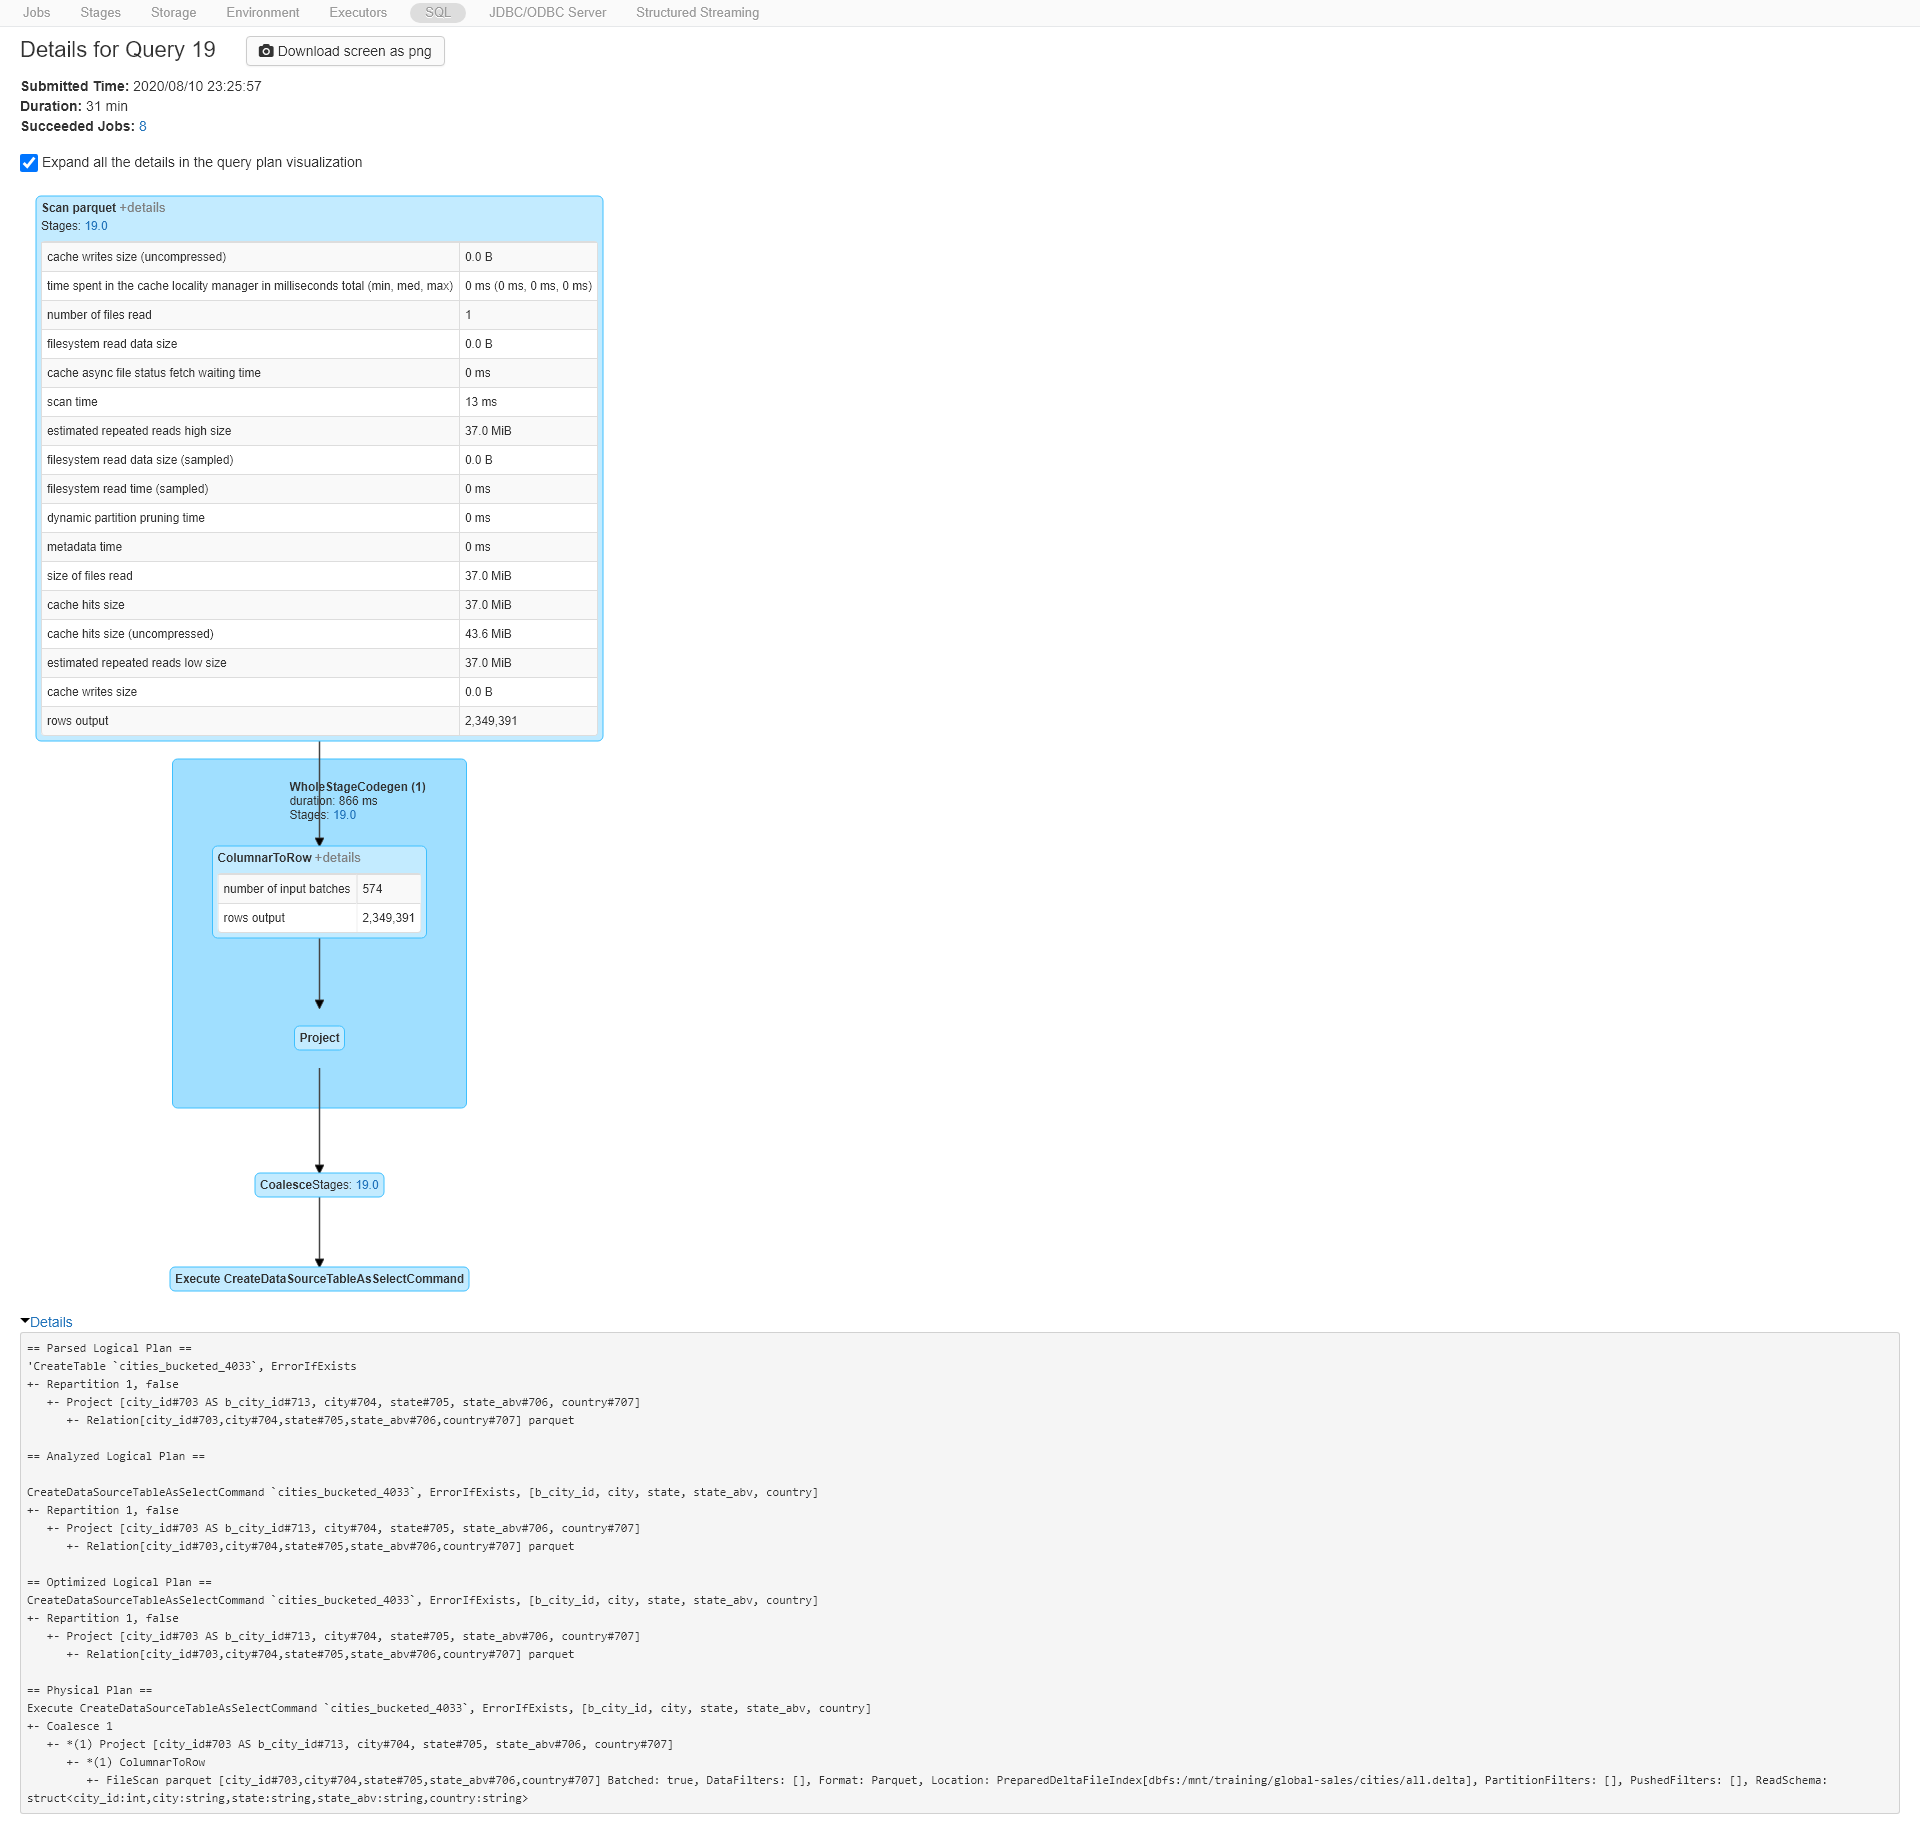 Jobs Stages Storage Environment Executors SQL JDBC/ODBC Server Structured Streaming
Details for Query 19 Download screen as png
Submitted Time: 2020/08/10 23:25:57
Duration: 31 min
Succeeded Jobs: 8
Expand all the details in the query plan visualization
Scan parquet +details
Stages: 19.0
cache writes size (uncompressed) 0.0 B
time spent in the cache locality manager in milliseconds total (min, med, max) 0 ms (0 ms, 0 ms, 0 ms)
number of files read 1
filesystem read data size 0.0 B
cache async file status fetch waiting time 0 ms
scan time 13 ms
estimated repeated reads high size 37.0 MiB
filesystem read data size (sampled) 0.0 B
filesystem read time (sampled) 0 ms
dynamic partition pruning time 0 ms
metadata time 0 ms
size of files read 37.0 MiB
cache hits size 37.0 MiB
cache hits size (uncompressed) 43.6 MiB
estimated repeated reads low size 37.0 MiB
cache writes size 0.0 B
rows output 2,349,391
WholeStageCodegen (1)
duration: 866 ms
Stages: 19.0
ColumnarToRow +details
number of input batches 574
rows output 2,349,391
Project
CoalesceStages: 19.0
Execute CreateDataSourceTableAsSelectCommand
Details
== Parsed Logical Plan ==
'CreateTable `cities_bucketed_4033`, ErrorIfExists
+- Repartition 1, false
   +- Project [city_id#703 AS b_city_id#713, city#704, state#705, state_abv#706, country#707]
      +- Relation[city_id#703,city#704,state#705,state_abv#706,country#707] parquet
== Analyzed Logical Plan ==
CreateDataSourceTableAsSelectCommand `cities_bucketed_4033`, ErrorIfExists, [b_city_id, city, state, state_abv, country]
+- Repartition 1, false
   +- Project [city_id#703 AS b_city_id#713, city#704, state#705, state_abv#706, country#707]
      +- Relation[city_id#703,city#704,state#705,state_abv#706,country#707] parquet
== Optimized Logical Plan ==
CreateDataSourceTableAsSelectCommand `cities_bucketed_4033`, ErrorIfExists, [b_city_id, city, state, state_abv, country]
+- Repartition 1, false
   +- Project [city_id#703 AS b_city_id#713, city#704, state#705, state_abv#706, country#707]
      +- Relation[city_id#703,city#704,state#705,state_abv#706,country#707] parquet
== Physical Plan ==
Execute CreateDataSourceTableAsSelectCommand `cities_bucketed_4033`, ErrorIfExists, [b_city_id, city, state, state_abv, country]
+- Coalesce 1
   +- *(1) Project [city_id#703 AS b_city_id#713, city#704, state#705, state_abv#706, country#707]
      +- *(1) ColumnarToRow
         +- FileScan parquet [city_id#703,city#704,state#705,state_abv#706,country#707] Batched: true, DataFilters: [], Format: Parquet, Location: PreparedDeltaFileIndex[dbfs:/mnt/training/global-sales/cities/all.delta], PartitionFilters: [], PushedFilters: [], ReadSchema:
struct<city_id:int,city:string,state:string,state_abv:string,country:string>